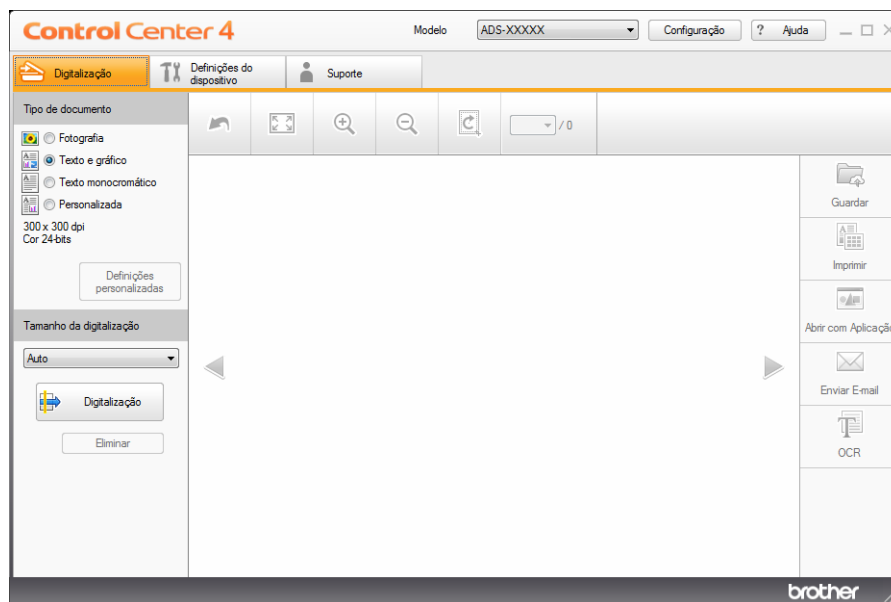 Control Center 4
Modelo
ADS-XXXXX
Configuração
? Ajuda
Digitalização
Definições do
dispositivo
Suporte
Tipo de documento
Fotografia
Texto e gráfico
Texto monocromático
Personalizada
300 x 300 dpi
Cor 24-bits
Definições
personalizadas
Tamanho da digitalização
Auto
Digitalização
Eliminar
/ 0
Guardar
Imprimir
Abrir com Aplicaçã
Enviar E-mail
OCR
brother